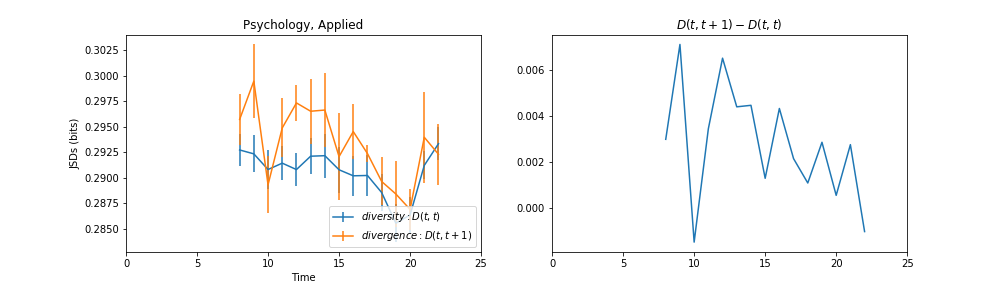 Psychology, Applied
JSDs (bits)
0.3025
0.3000
0.2975
0.2950
0.2925
0.2900
0.2875
0.2850
0 5 10 15 20 25
Time
diversity: D(t, t)
divergence: D(t, t+1)
D(t, t+1) − D(t, t)
0.006
0.004
0.002
0.000
0 5 10 15 20 25